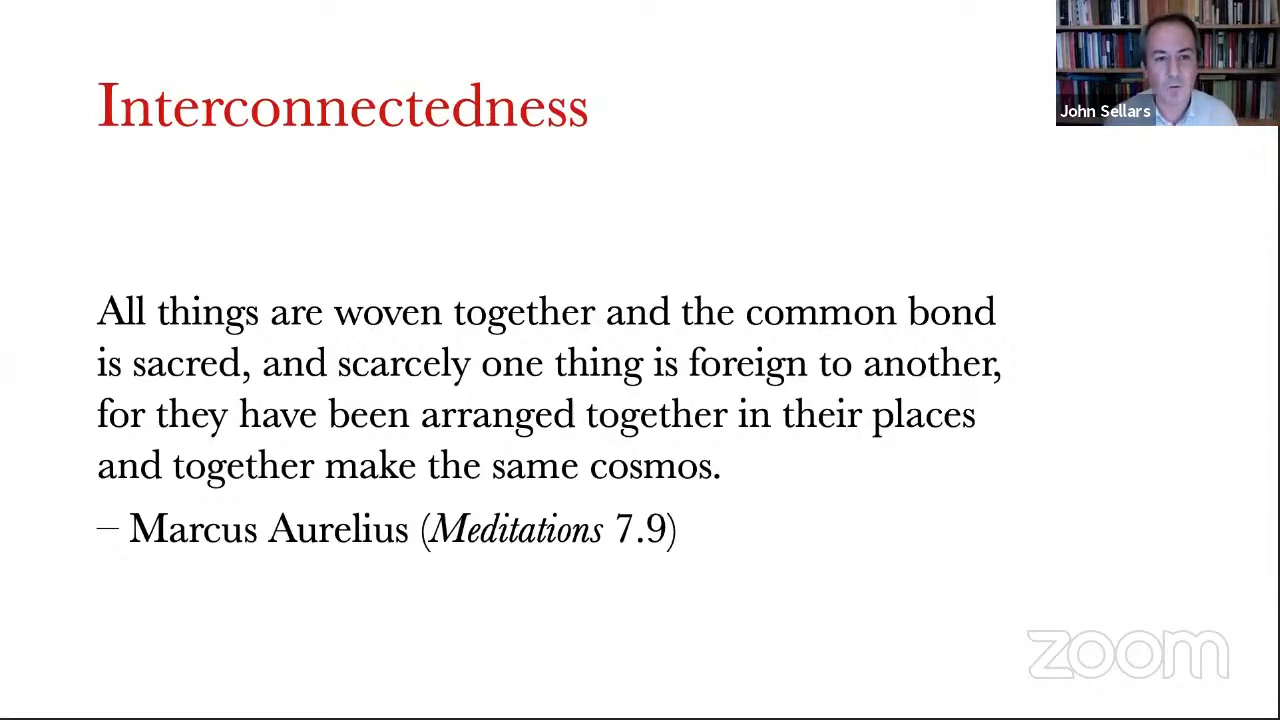 Interconnectedness
John Sellars
All things are woven together and the common bond
is sacred, and scarcely one thing is foreign to another,
for they have been arranged together in their places
and together make the same cosmos.
– Marcus Aurelius (Meditations 7.9)
zoom